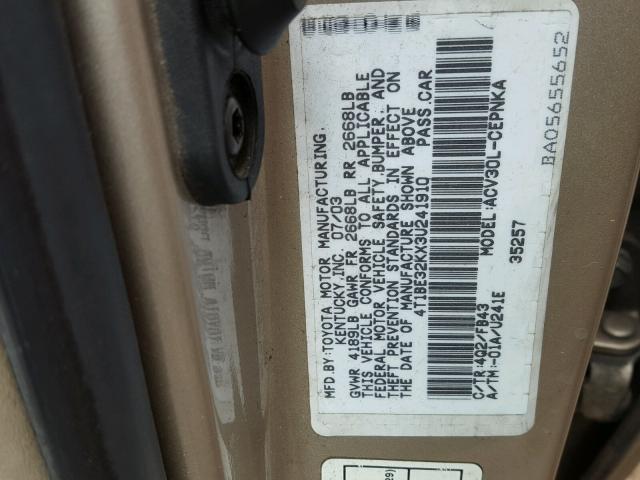 MFD.BY:TOYOTA MOTOR MANUFACTURING.
KENTUCKY,INC. 07/03
GVWR 4189LB GAWR FR 2668LB RR 2668LB
THIS VEHICLE CONFORMS TO ALL APPLICABLE
FEDERAL MOTOR VEHICLE SAFETY,BUMPER, AND
THEFT PREVENTION STANDARDS IN EFFECT ON
THE DATE OF MANUFACTURE SHOWN ABOVE
4T1BE32KX3U241910 PASS.CAR
MODEL:ACV30L-CEPNKA
C/TR:4Q2/FB43 35257
A/TM:-01A/U241E
BA05655652
29)